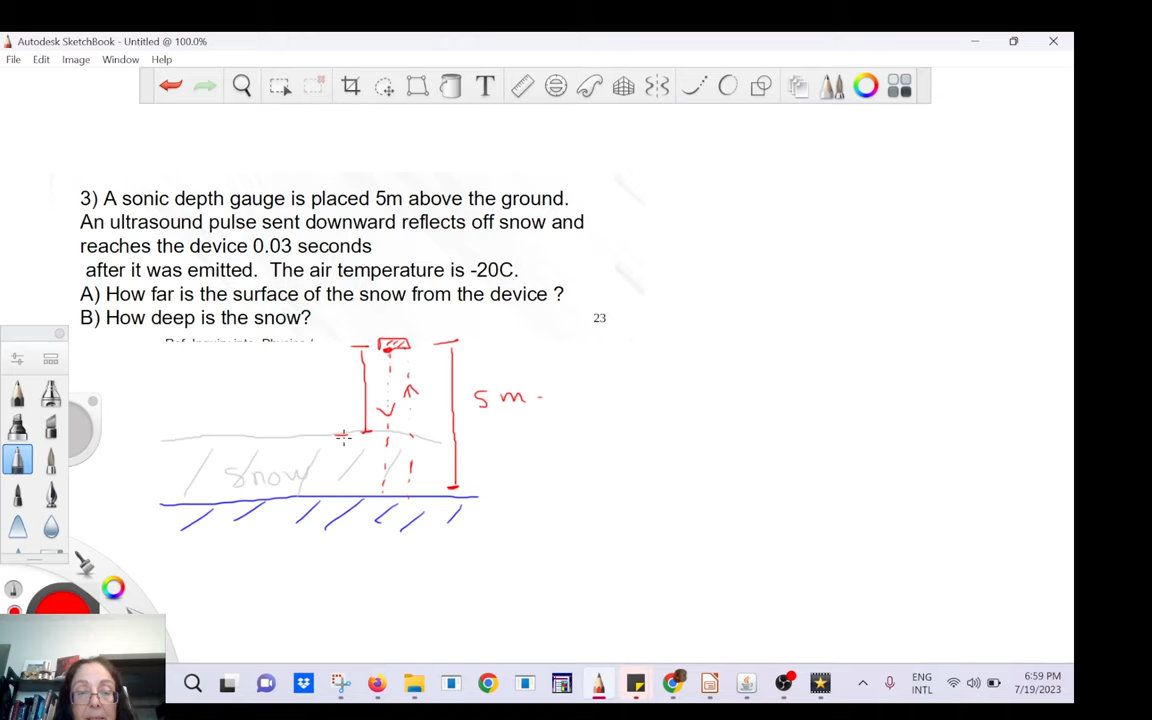 Autodesk SketchBook - Untitled @ 100.0%
File Edit Image Window Help
3) A sonic depth gauge is placed 5m above the ground.
An ultrasound pulse sent downward reflects off snow and
reaches the device 0.03 seconds
after it was emitted. The air temperature is -20C.
A) How far is the surface of the snow from the device ?
B) How deep is the snow?
23
5 m
snow
ENG
INTL
6:59 PM
7/19/2023